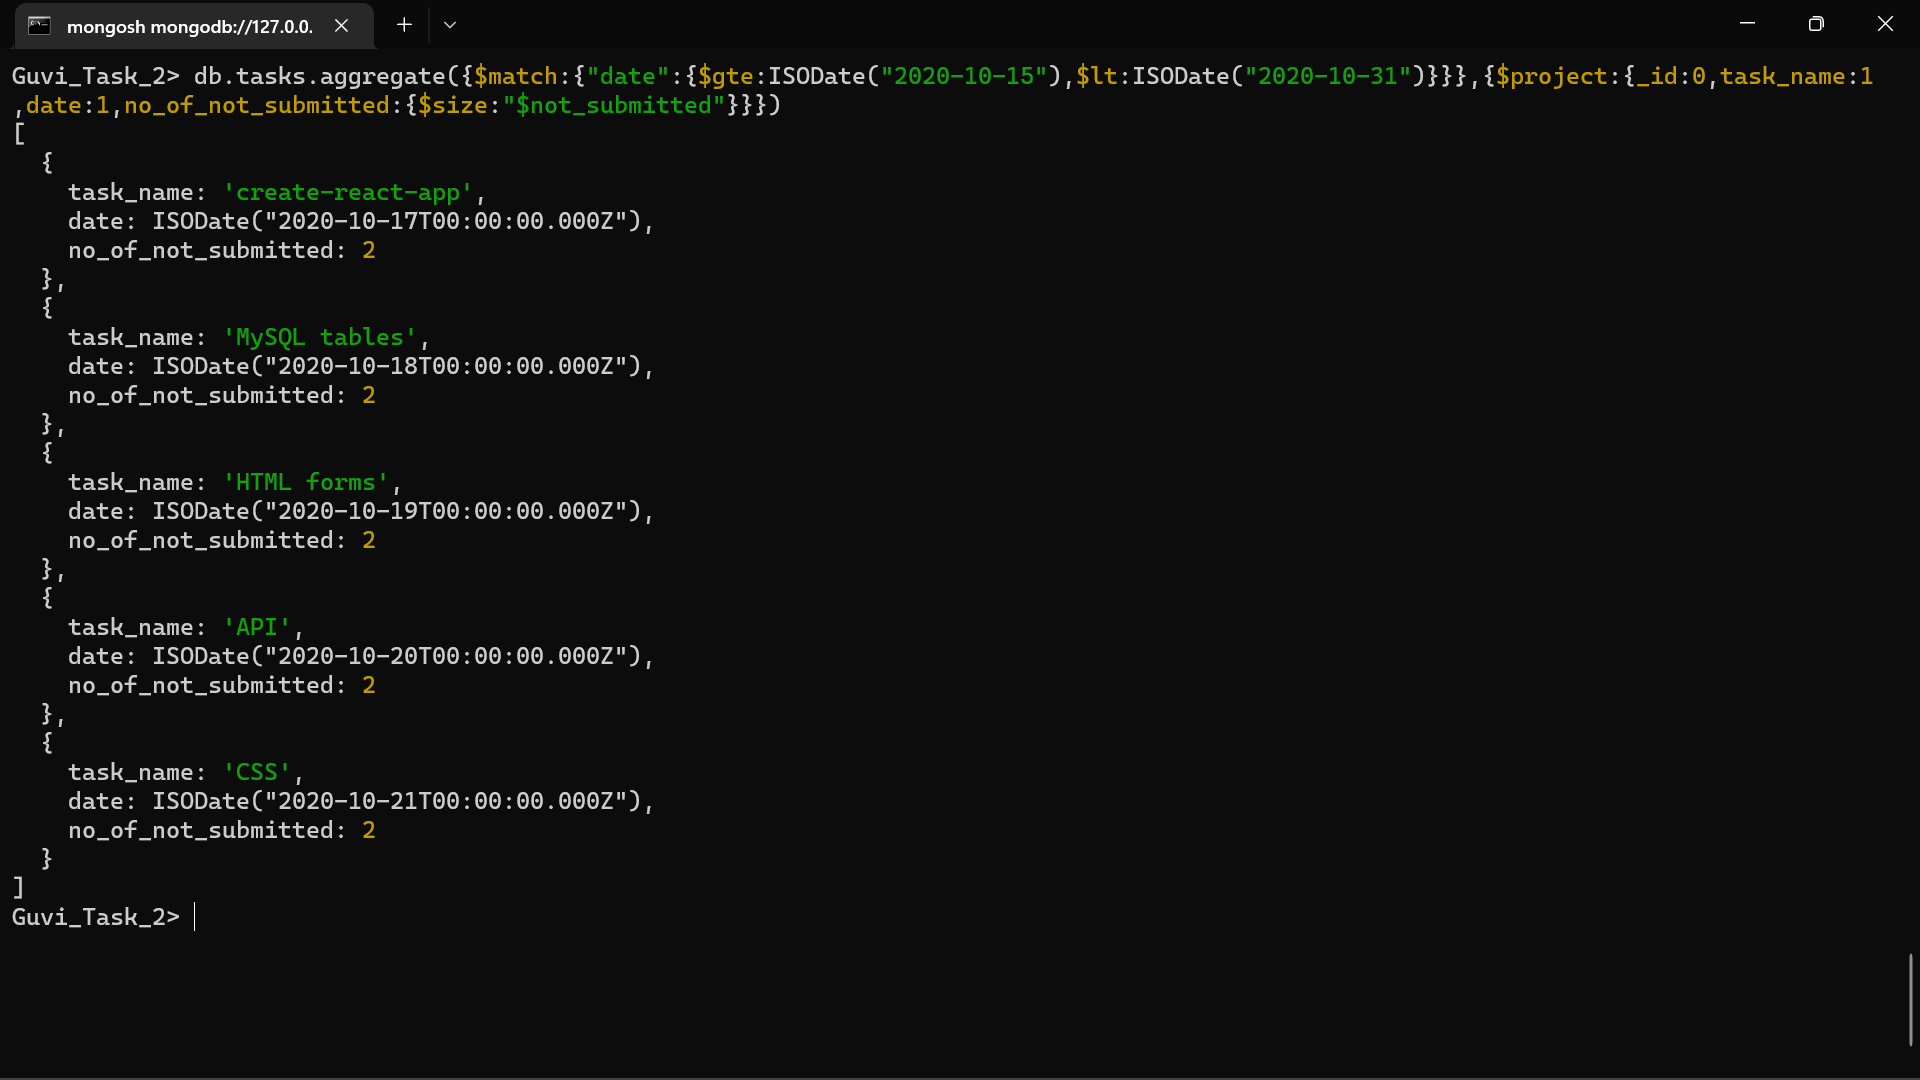 mongosh mongodb://127.0.0.
Guvi_Task_2> db.tasks.aggregate({$match:{"date":{$gte:ISODate("2020-10-15"),$lt:ISODate("2020-10-31")}}},{$project:{_id:0,task_name:1
,date:1,no_of_not_submitted:{$size:"$not_submitted"}}})
[
  {
    task_name: 'create-react-app',
    date: ISODate("2020-10-17T00:00:00.000Z"),
    no_of_not_submitted: 2
  },
  {
    task_name: 'MySQL tables',
    date: ISODate("2020-10-18T00:00:00.000Z"),
    no_of_not_submitted: 2
  },
  {
    task_name: 'HTML forms',
    date: ISODate("2020-10-19T00:00:00.000Z"),
    no_of_not_submitted: 2
  },
  {
    task_name: 'API',
    date: ISODate("2020-10-20T00:00:00.000Z"),
    no_of_not_submitted: 2
  },
  {
    task_name: 'CSS',
    date: ISODate("2020-10-21T00:00:00.000Z"),
    no_of_not_submitted: 2
  }
]
Guvi_Task_2>